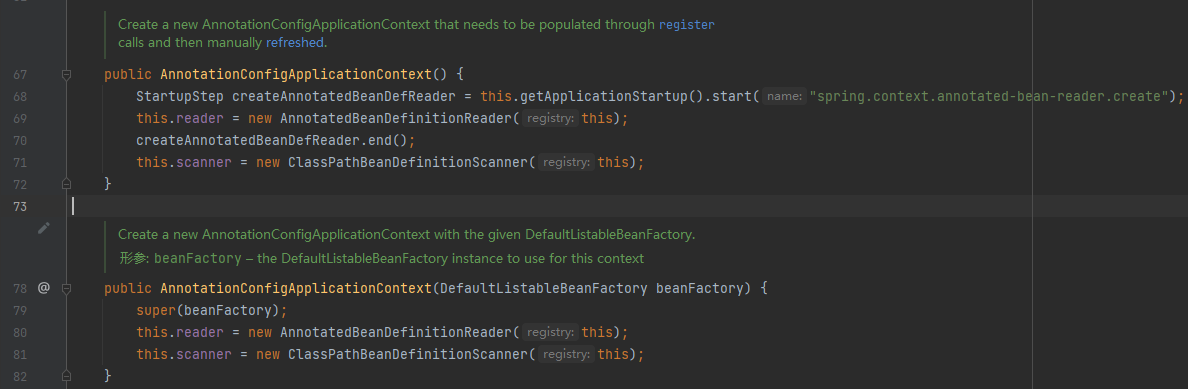 Create a new AnnotationConfigApplicationContext that needs to be populated through register
calls and then manually refreshed.
67 public AnnotationConfigApplicationContext() {
68 StartupStep createAnnotatedBeanDefReader = this.getApplicationStartup().start( name: "spring.context.annotated-bean-reader.create");
69 this.reader = new AnnotatedBeanDefinitionReader( registry: this);
70 createAnnotatedBeanDefReader.end();
71 this.scanner = new ClassPathBeanDefinitionScanner( registry: this);
72 }
73
Create a new AnnotationConfigApplicationContext with the given DefaultListableBeanFactory.
形参: beanFactory – the DefaultListableBeanFactory instance to use for this context
78 @ public AnnotationConfigApplicationContext(DefaultListableBeanFactory beanFactory) {
79 super(beanFactory);
80 this.reader = new AnnotatedBeanDefinitionReader( registry: this);
81 this.scanner = new ClassPathBeanDefinitionScanner( registry: this);
82 }